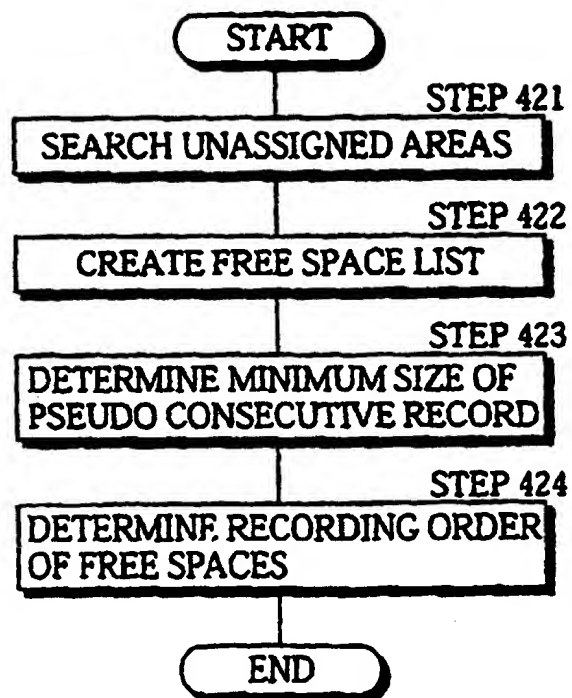 START
STEP 421
SEARCH UNASSIGNED AREAS
STEP 422
CREATE FREE SPACE LIST
STEP 423
DETERMINE MINIMUM SIZE OF
PSEUDO CONSECUTIVE RECORD
STEP 424
DETERMINE RECORDING ORDER
OF FREE SPACES
END